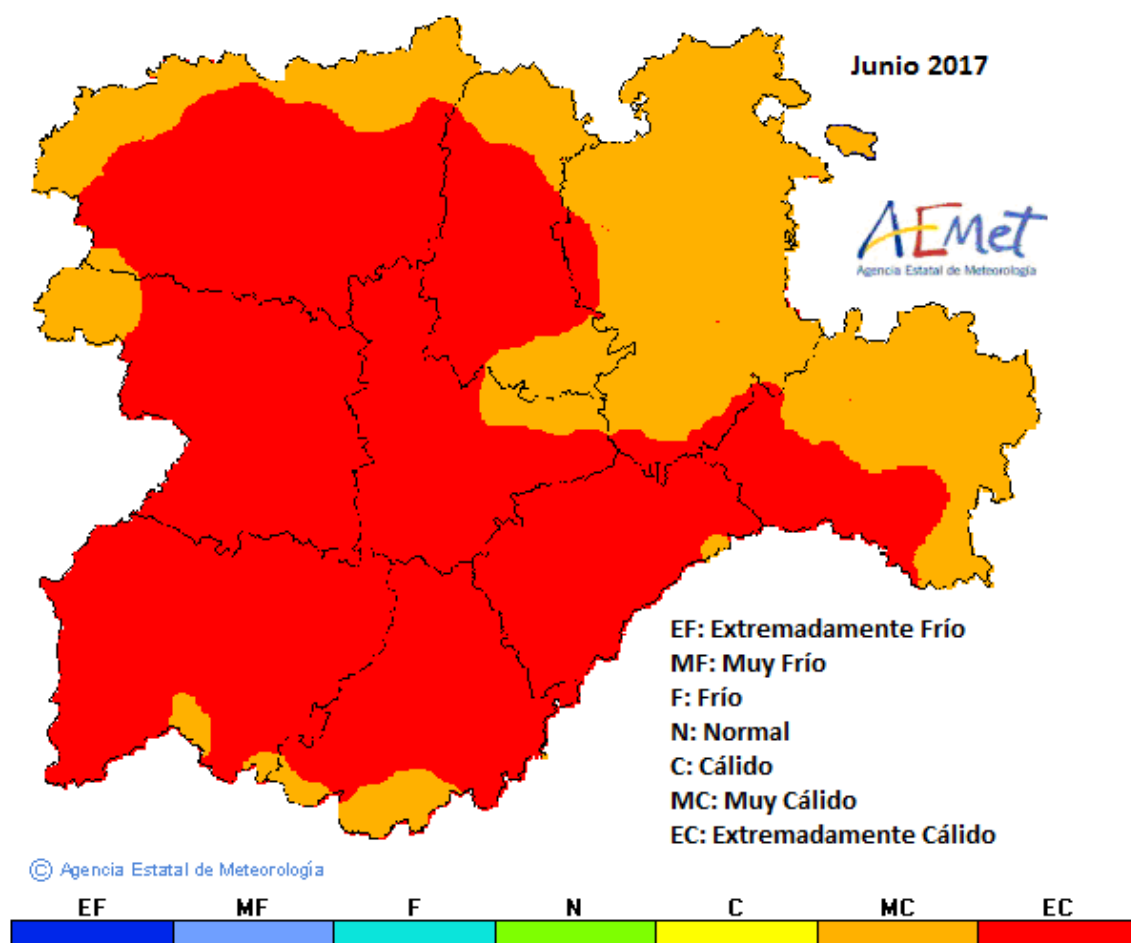 Junio 2017
AEMet
Agencia Estatal de Meteorología
EF: Extremadamente Frío
MF: Muy Frío
F: Frío
N: Normal
C: Cálido
MC: Muy Cálido
EC: Extremadamente Cálido
© Agencia Estatal de Meteorología
EF MF F N C MC EC